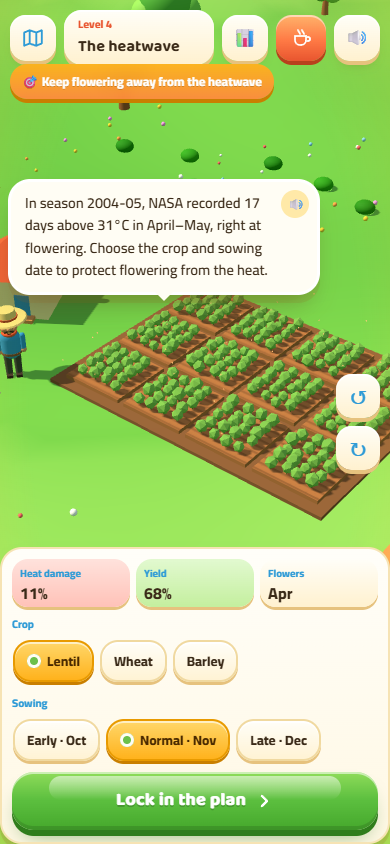 Level 4
The heatwave
🎯 Keep flowering away from the heatwave
In season 2004-05, NASA recorded 17
days above 31°C in April–May, right at
flowering. Choose the crop and sowing
date to protect flowering from the heat.
Heat damage
11%
Yield
68%
Flowers
Apr
Crop
Lentil
Wheat
Barley
Sowing
Early · Oct
Normal · Nov
Late · Dec
Lock in the plan